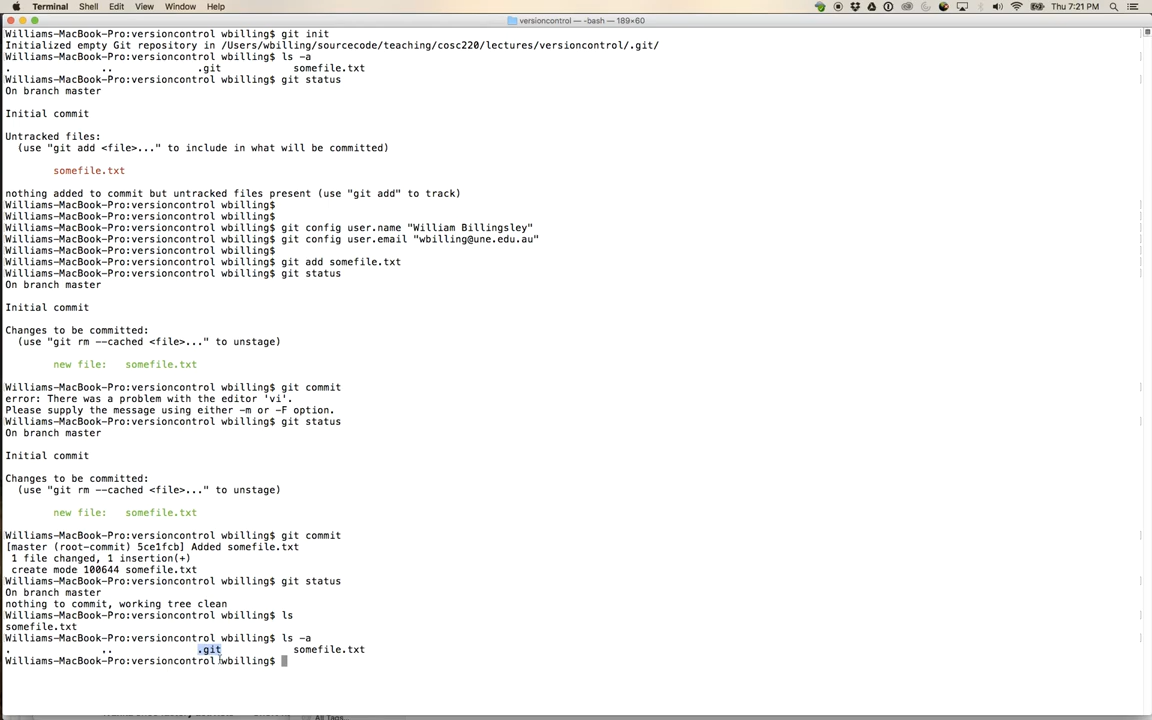 Terminal Shell Edit View Window Help Thu 7:21 PM
versioncontrol — -bash — 189×60
Williams-MacBook-Pro:versioncontrol wbilling$ git init
Initialized empty Git repository in /Users/wbilling/sourcecode/teaching/cosc220/lectures/versioncontrol/.git/
Williams-MacBook-Pro:versioncontrol wbilling$ ls -a
. .. .git somefile.txt
Williams-MacBook-Pro:versioncontrol wbilling$ git status
On branch master
Initial commit
Untracked files:
(use "git add <file>..." to include in what will be committed)
somefile.txt
nothing added to commit but untracked files present (use "git add" to track)
Williams-MacBook-Pro:versioncontrol wbilling$
Williams-MacBook-Pro:versioncontrol wbilling$
Williams-MacBook-Pro:versioncontrol wbilling$ git config user.name "William Billingsley"
Williams-MacBook-Pro:versioncontrol wbilling$ git config user.email "wbilling@une.edu.au"
Williams-MacBook-Pro:versioncontrol wbilling$
Williams-MacBook-Pro:versioncontrol wbilling$ git add somefile.txt
Williams-MacBook-Pro:versioncontrol wbilling$ git status
On branch master
Initial commit
Changes to be committed:
(use "git rm --cached <file>..." to unstage)
new file: somefile.txt
Williams-MacBook-Pro:versioncontrol wbilling$ git commit
error: There was a problem with the editor 'vi'.
Please supply the message using either -m or -F option.
Williams-MacBook-Pro:versioncontrol wbilling$ git status
On branch master
Initial commit
Changes to be committed:
(use "git rm --cached <file>..." to unstage)
new file: somefile.txt
Williams-MacBook-Pro:versioncontrol wbilling$ git commit
[master (root-commit) 5ce1fcb] Added somefile.txt
1 file changed, 1 insertion(+)
create mode 100644 somefile.txt
Williams-MacBook-Pro:versioncontrol wbilling$ git status
On branch master
nothing to commit, working tree clean
Williams-MacBook-Pro:versioncontrol wbilling$ ls
somefile.txt
Williams-MacBook-Pro:versioncontrol wbilling$ ls -a
. .. .git somefile.txt
Williams-MacBook-Pro:versioncontrol wbilling$
All Tags...